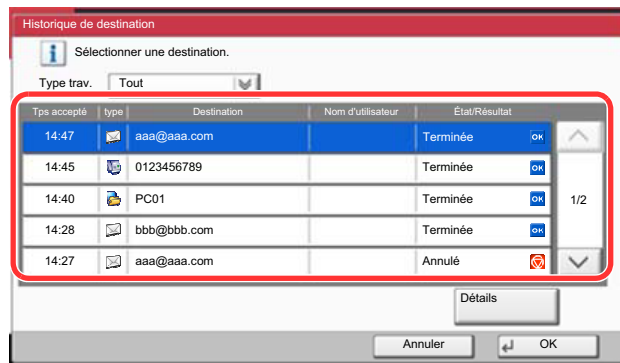 Historique de destination
Sélectionner une destination.
Type trav. Tout
Tps accepté type Destination Nom d'utilisateur État/Résultat
14:47 aaa@aaa.com Terminée OK
14:45 0123456789 Terminée OK
14:40 PC01 Terminée OK 1/2
14:28 bbb@bbb.com Terminée OK
14:27 aaa@aaa.com Annulé
Détails
Annuler OK